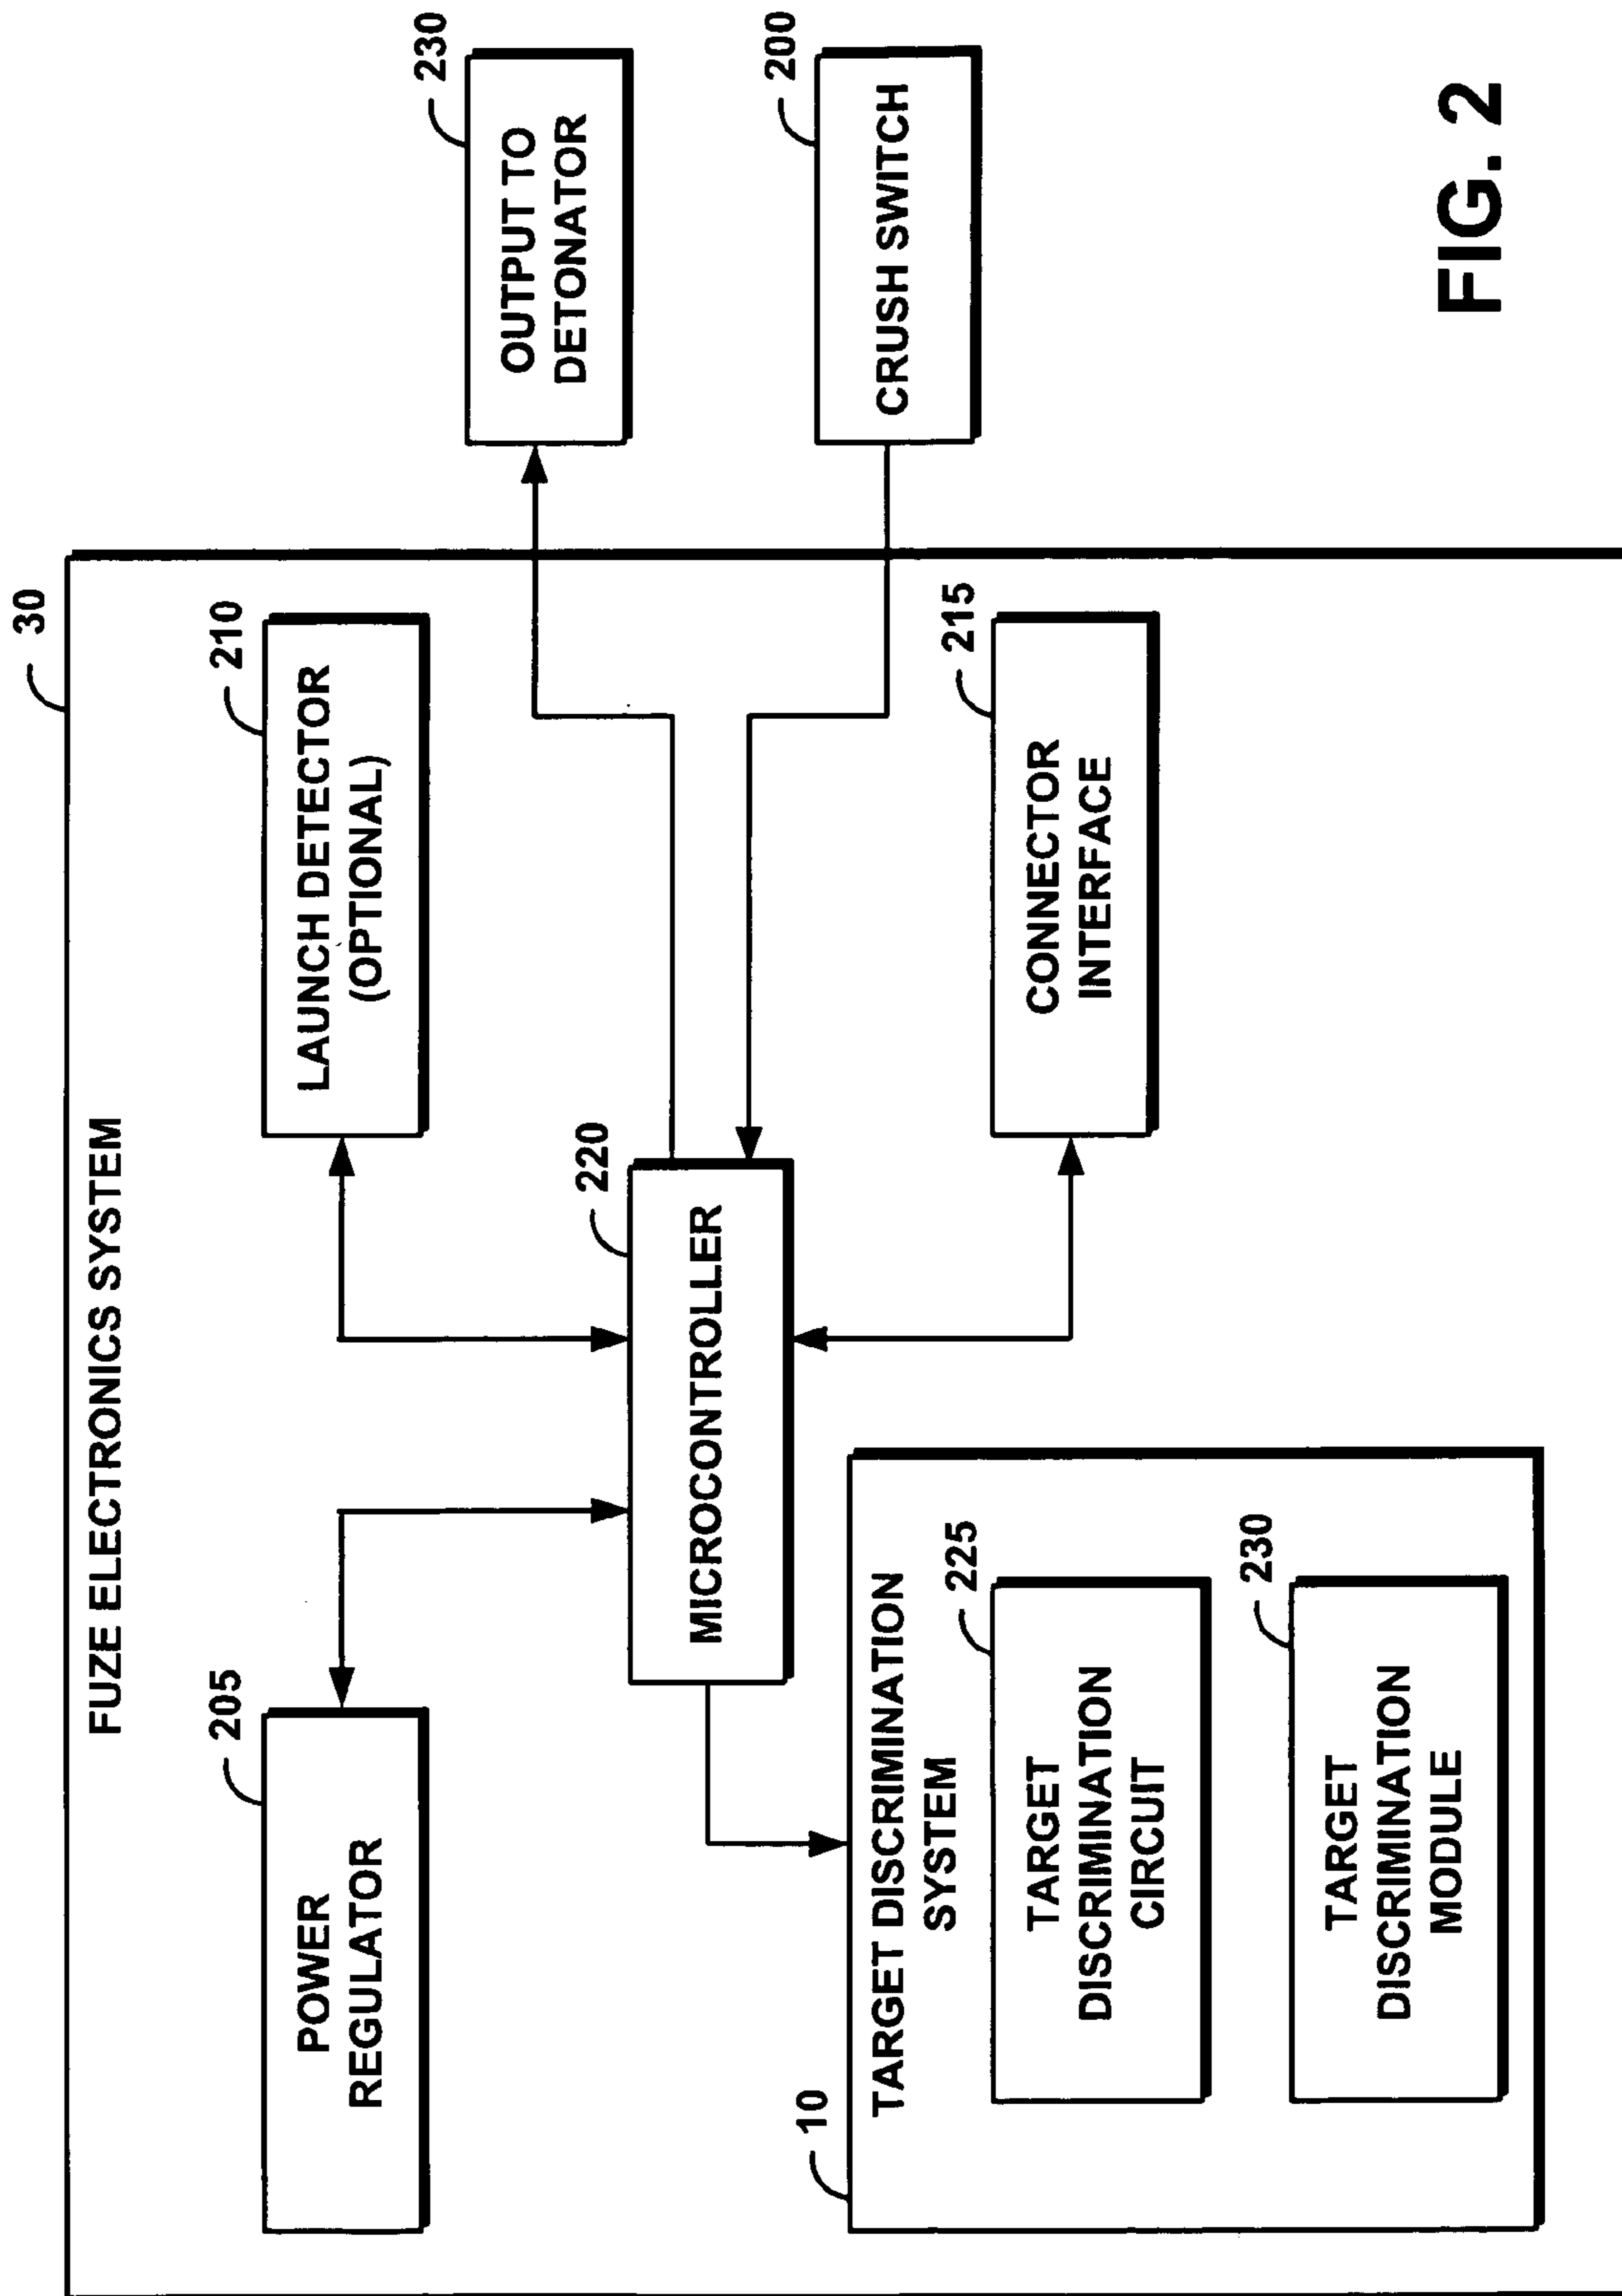 FUZE ELECTRONICS SYSTEM
30
205
POWER
REGULATOR
210
LAUNCH DETECTOR
(OPTIONAL)
230
OUTPUT TO
DETONATOR
220
MICROCONTROLLER
200
CRUSH SWITCH
10
TARGET DISCRIMINATION
SYSTEM
225
TARGET
DISCRIMINATION
CIRCUIT
230
TARGET
DISCRIMINATION
MODULE
215
CONNECTOR
INTERFACE
FIG. 2